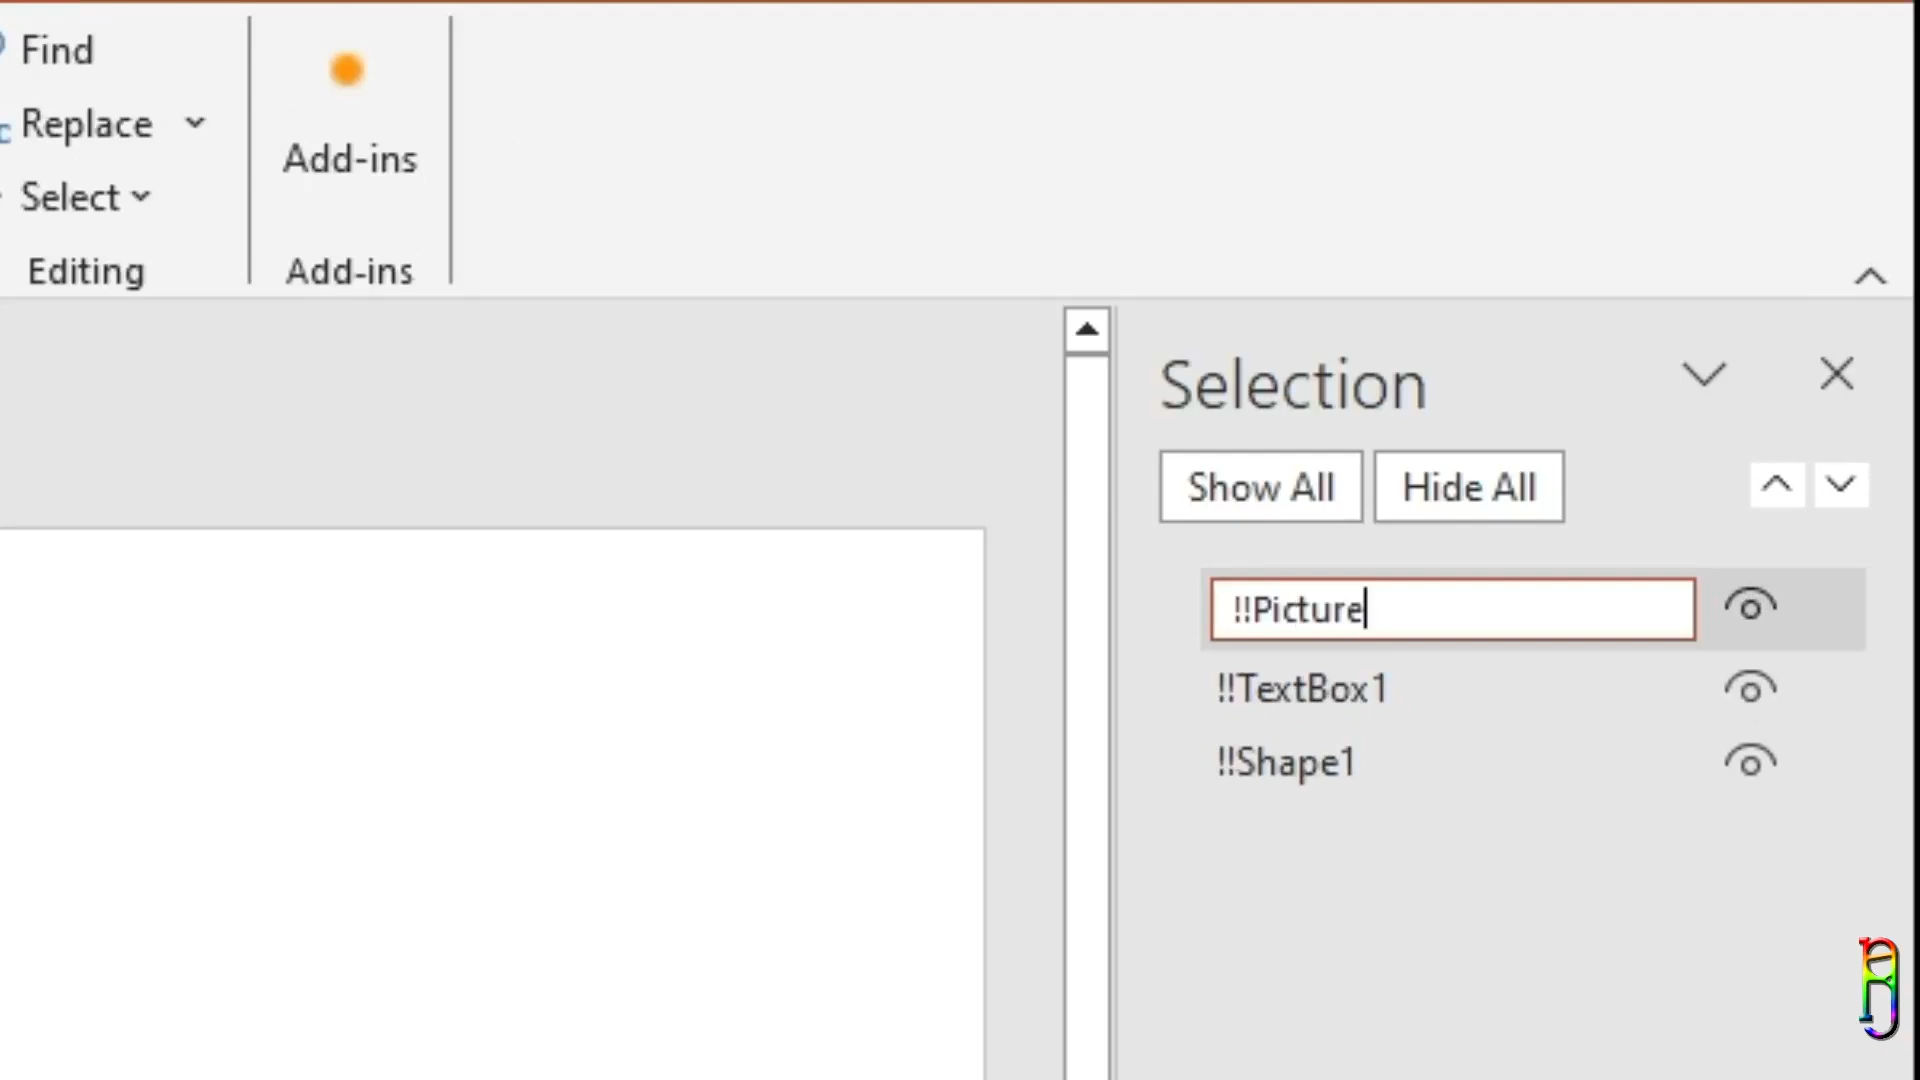 Find
Replace
Select
Editing
Add-ins
Add-ins
Selection
Show All
Hide All
!!Picture
!!TextBox1
!!Shape1